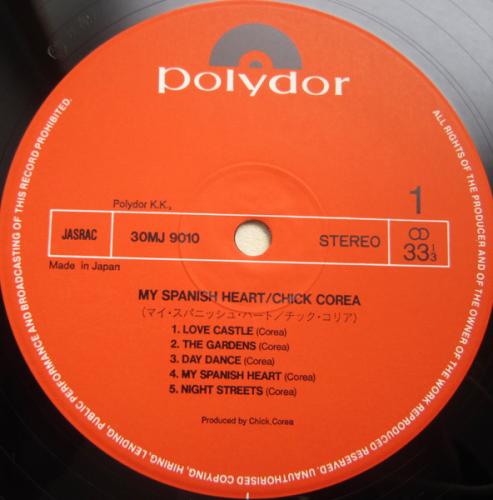 polydor
Polydor K.K.
1
JASRAC
30MJ 9010
STEREO
33⅓
Made in Japan
MY SPANISH HEART/CHICK COREA
(マイ・スパニッシュ・ハート/チック・コリア)
1. LOVE CASTLE (Corea)
2. THE GARDENS (Corea)
3. DAY DANCE (Corea)
4. MY SPANISH HEART (Corea)
5. NIGHT STREETS (Corea)
Produced by Chick, Corea
ALL RIGHTS OF THE PRODUCER AND OF THE OWNER OF THE WORK REPRODUCED RESERVED. UNAUTHORISED COPYING, HIRING, LENDING, PUBLIC PERFORMANCE AND BROADCASTING OF THIS RECORD PROHIBITED.